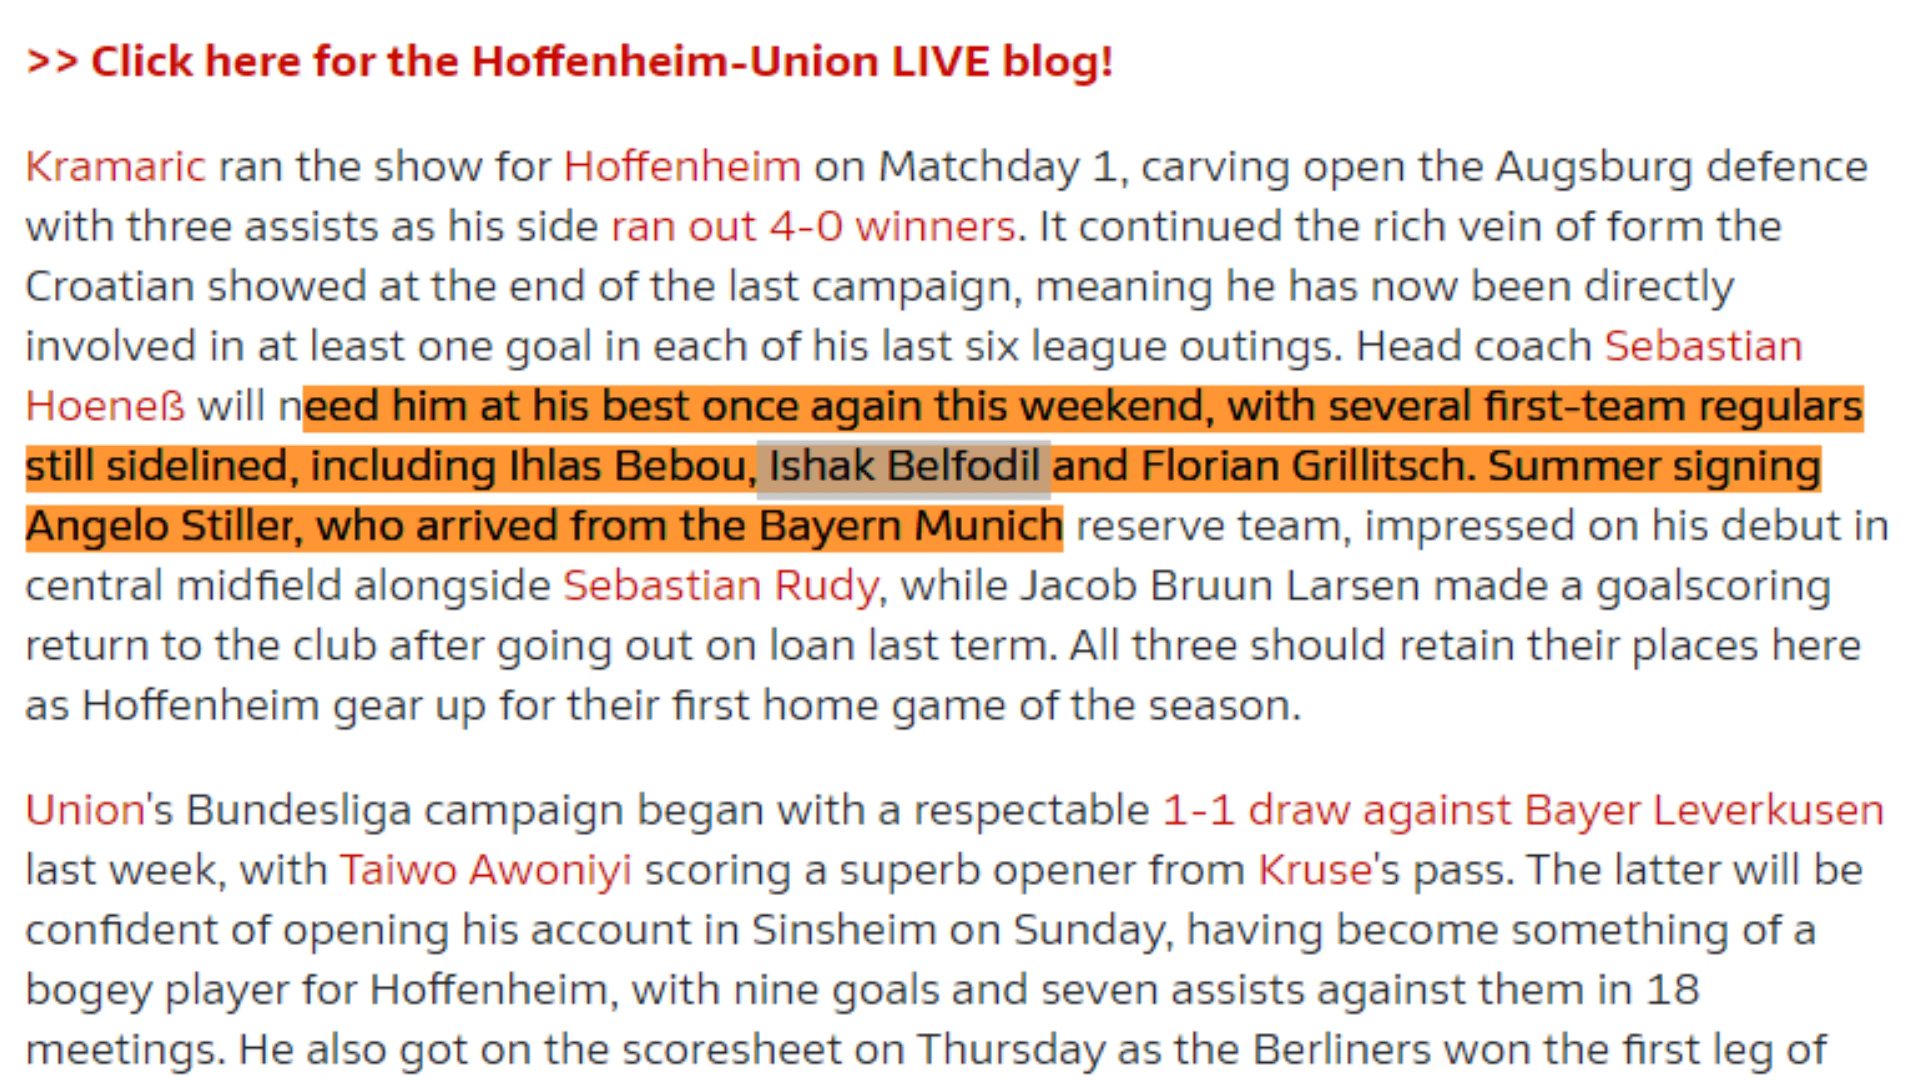 >> Click here for the Hoffenheim-Union LIVE blog!
Kramaric ran the show for Hoffenheim on Matchday 1, carving open the Augsburg defence
with three assists as his side ran out 4-0 winners. It continued the rich vein of form the
Croatian showed at the end of the last campaign, meaning he has now been directly
involved in at least one goal in each of his last six league outings. Head coach Sebastian
Hoeneß will need him at his best once again this weekend, with several first-team regulars
still sidelined, including Ihlas Bebou, Ishak Belfodil and Florian Grillitsch. Summer signing
Angelo Stiller, who arrived from the Bayern Munich reserve team, impressed on his debut in
central midfield alongside Sebastian Rudy, while Jacob Bruun Larsen made a goalscoring
return to the club after going out on loan last term. All three should retain their places here
as Hoffenheim gear up for their first home game of the season.
Union's Bundesliga campaign began with a respectable 1-1 draw against Bayer Leverkusen
last week, with Taiwo Awoniyi scoring a superb opener from Kruse's pass. The latter will be
confident of opening his account in Sinsheim on Sunday, having become something of a
bogey player for Hoffenheim, with nine goals and seven assists against them in 18
meetings. He also got on the scoresheet on Thursday as the Berliners won the first leg of